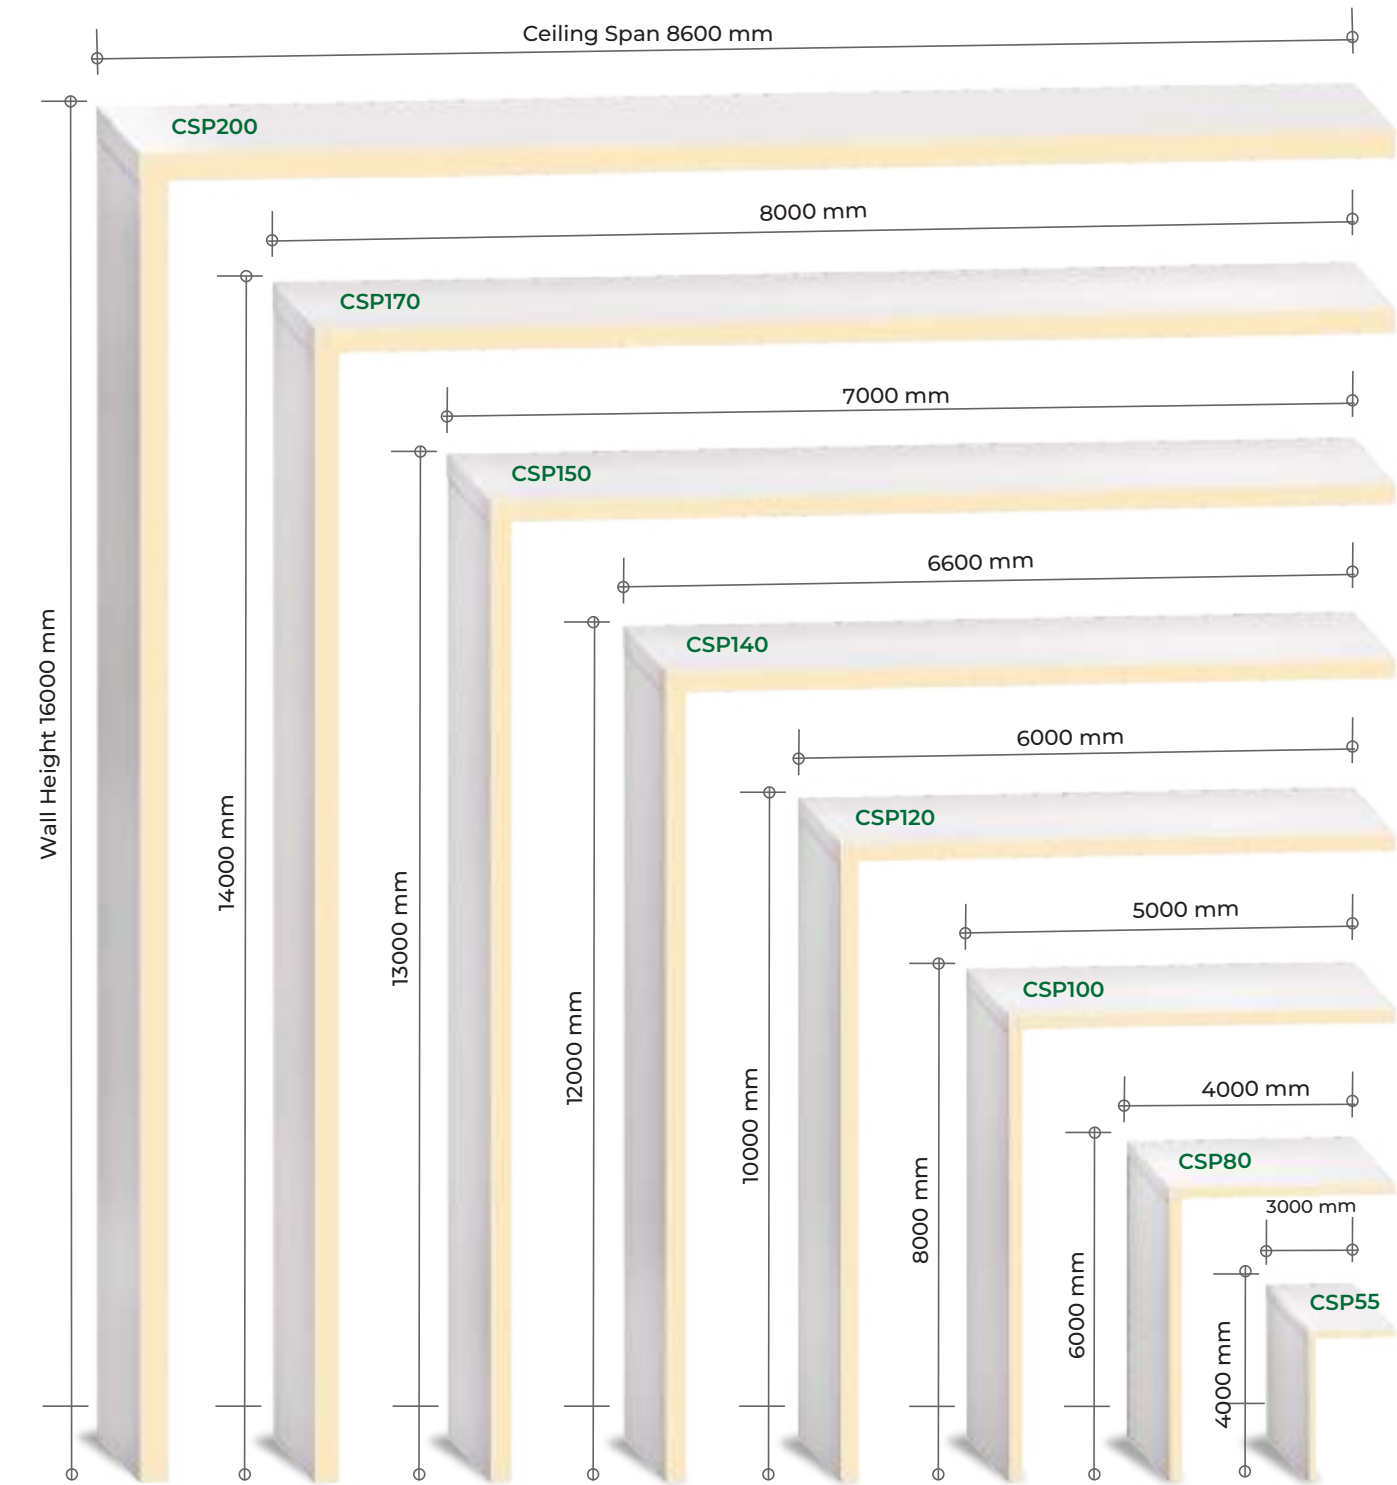 Ceiling Span 8600 mm
CSP200
Wall Height 16000 mm
8000 mm
CSP170
14000 mm
7000 mm
CSP150
13000 mm
6600 mm
CSP140
12000 mm
6000 mm
CSP120
10000 mm
5000 mm
CSP100
8000 mm
4000 mm
CSP80
6000 mm
3000 mm
CSP55
4000 mm